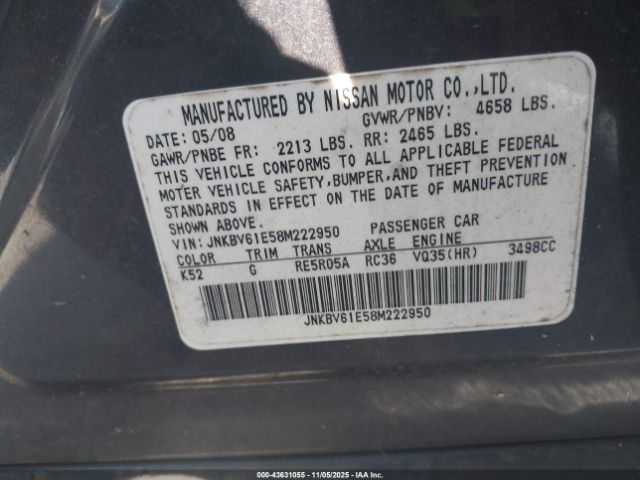 MANUFACTURED BY NISSAN MOTOR CO.,LTD.
DATE: 05/08 GVWR/PNBV: 4658 LBS.
GAWR/PNBE FR: 2213 LBS. RR: 2465 LBS.
THIS VEHICLE CONFORMS TO ALL APPLICABLE FEDERAL
MOTER VEHICLE SAFETY, BUMPER, AND THEFT PREVENTION
STANDARDS IN EFFECT ON THE DATE OF MANUFACTURE
SHOWN ABOVE.
VIN: JNKBV61E58M222950 PASSENGER CAR
COLOR TRIM TRANS AXLE ENGINE
K52 G RE5R05A RC36 VQ35(HR) 3498CC
JNKBV61E58M222950
000-43631055 - 11/05/2025 - IAA Inc.